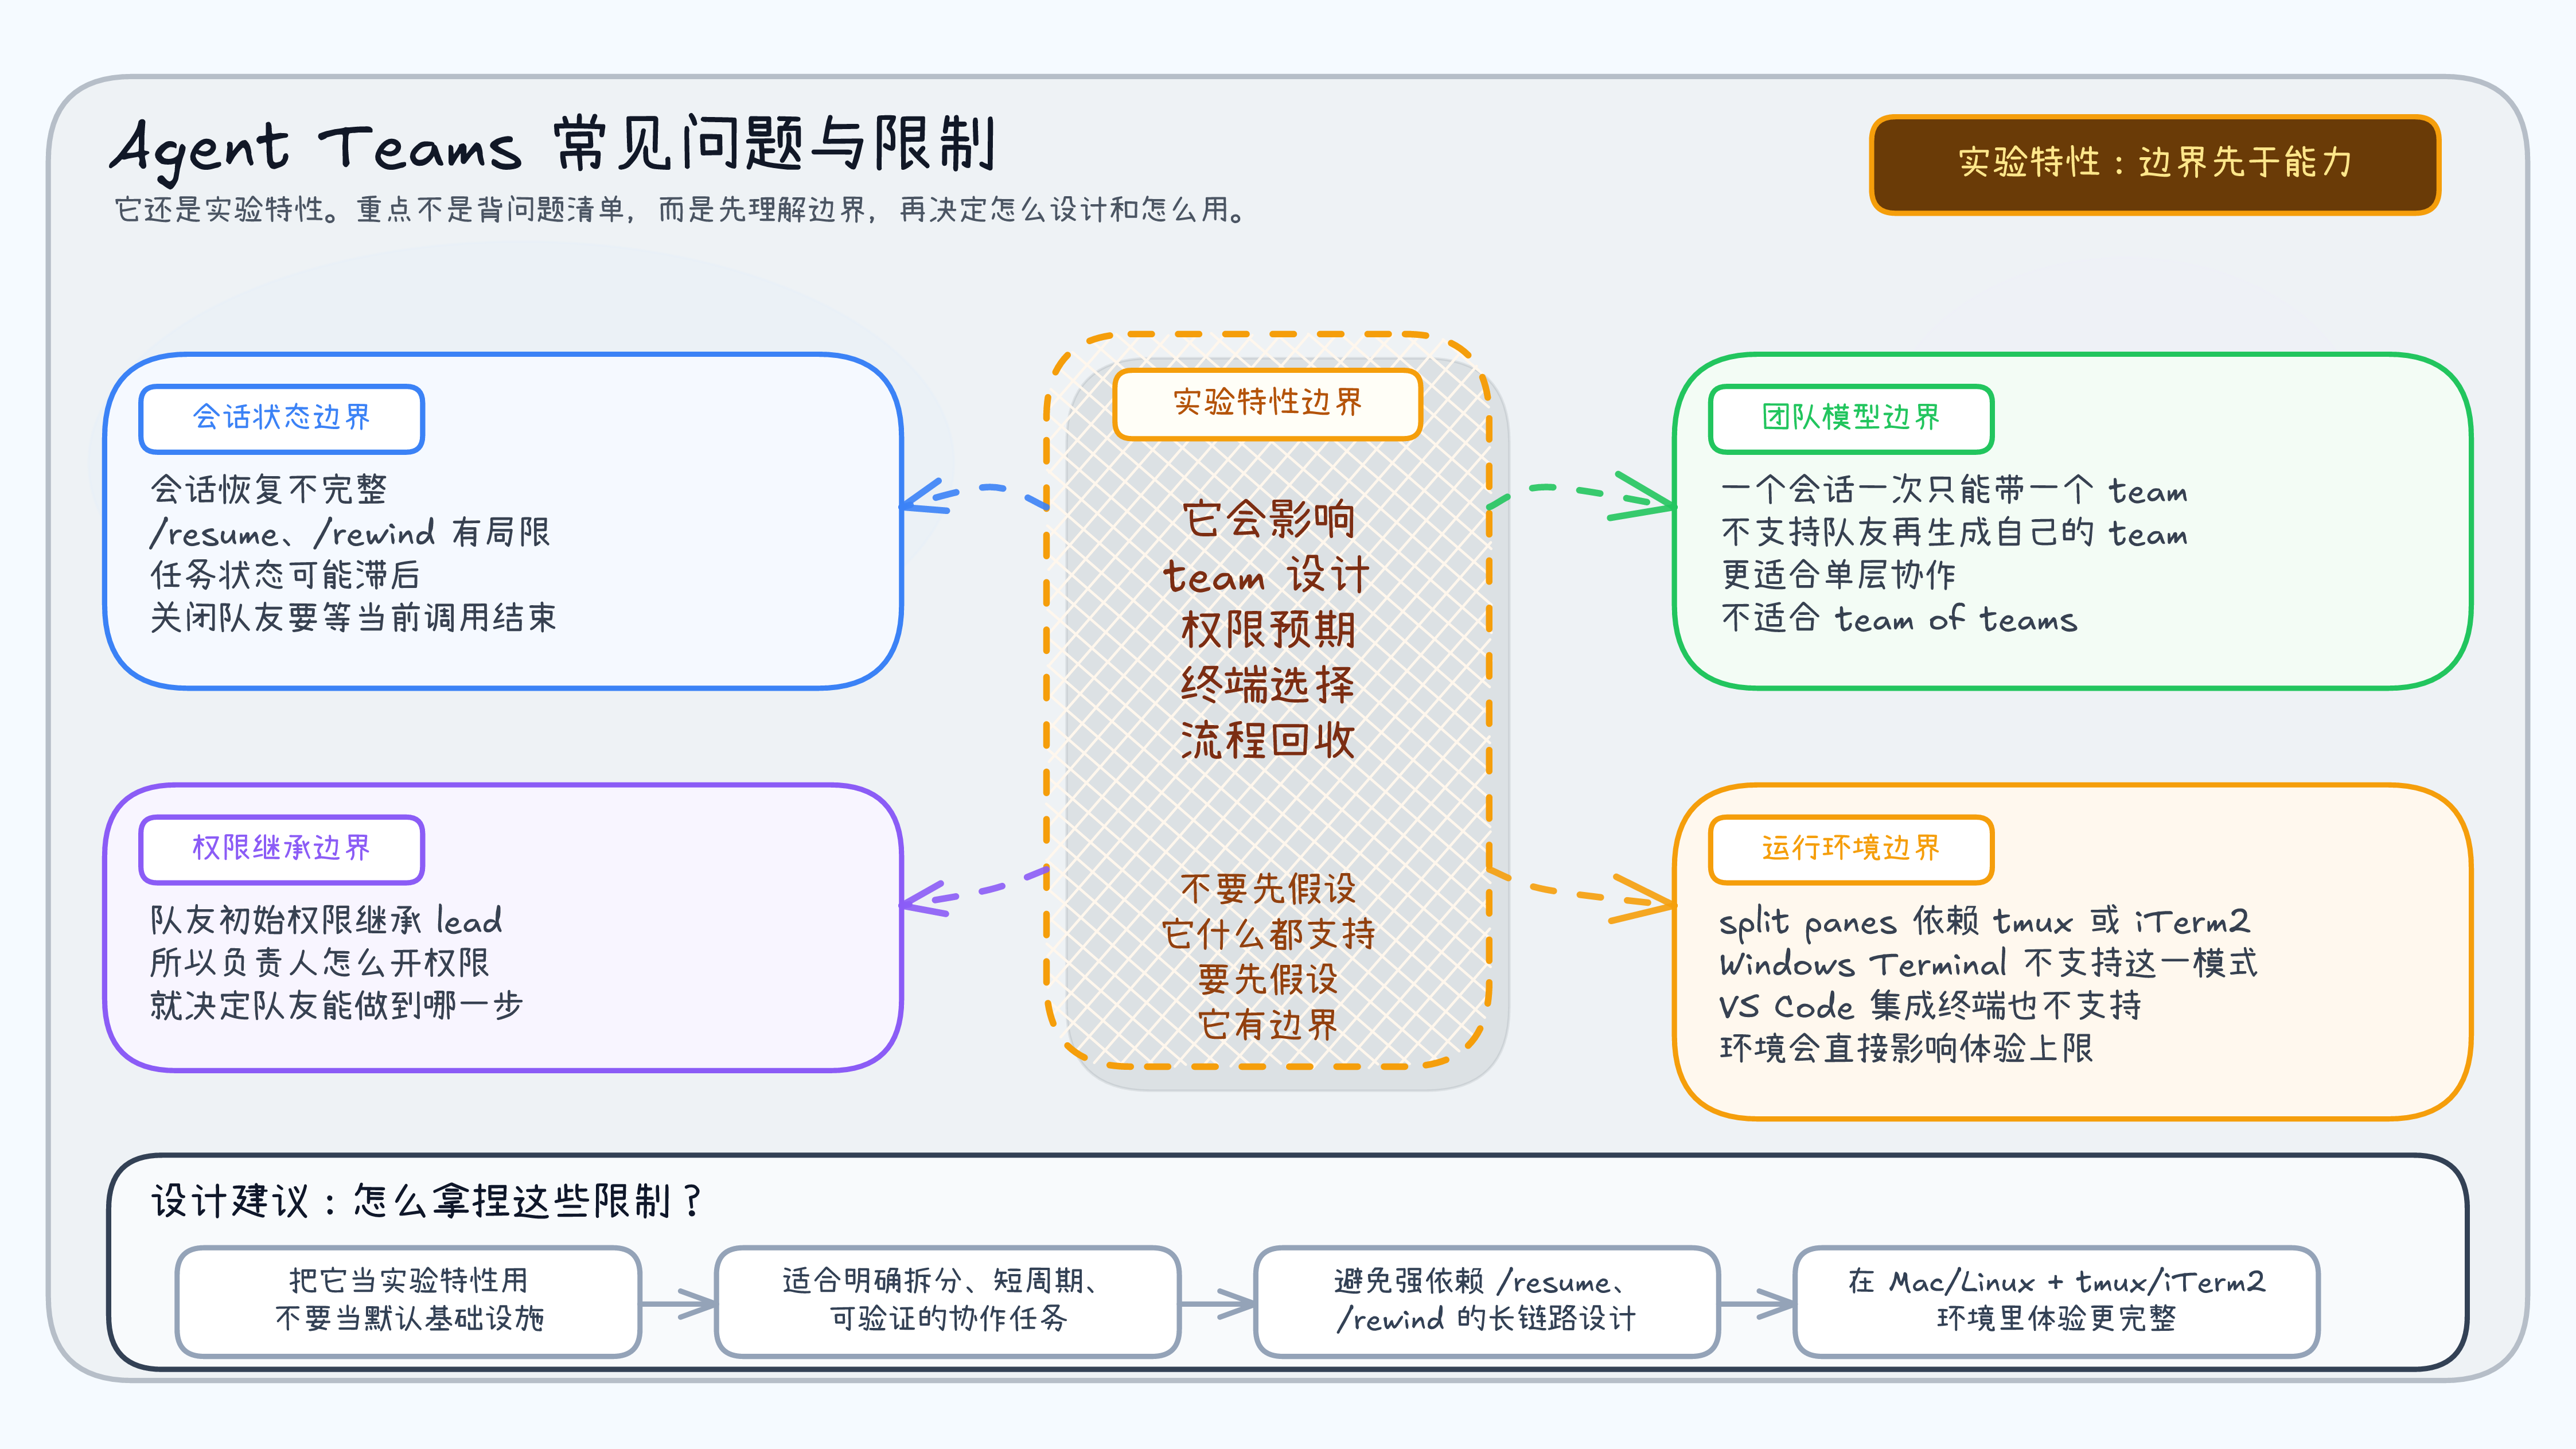 Agent Teams 常见问题与限制
它还是实验特性。重点不是背问题清单，而是先理解边界，再决定怎么设计和怎么用。
实验特性：边界先于能力
会话状态边界
会话恢复不完整
/resume、/rewind 有局限
任务状态可能滞后
关闭队友要等当前调用结束
实验特性边界
它会影响
team 设计
权限预期
终端选择
流程回收
不要先假设
它什么都支持
要先假设
它有边界
团队模型边界
一个会话一次只能带一个 team
不支持队友再生成自己的 team
更适合单层协作
不适合 team of teams
权限继承边界
队友初始权限继承 lead
所以负责人怎么开权限
就决定队友能做到哪一步
运行环境边界
split panes 依赖 tmux 或 iTerm2
Windows Terminal 不支持这一模式
VS Code 集成终端也不支持
环境会直接影响体验上限
设计建议：怎么拿捏这些限制？
把它当实验特性用
不要当默认基础设施
适合明确拆分、短周期、
可验证的协作任务
避免强依赖 /resume、
/rewind 的长链路设计
在 Mac/Linux + tmux/iTerm2
环境里体验更完整